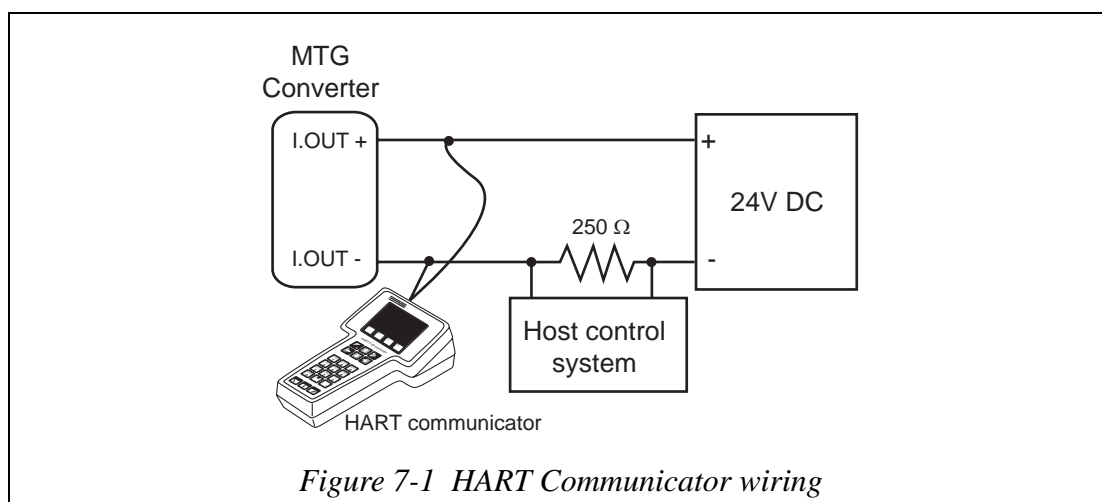 MTG
Converter
I.OUT +
+
24V DC
250 Ω
I.OUT -
-
Host control
system
HART communicator
Figure 7-1 HART Communicator wiring